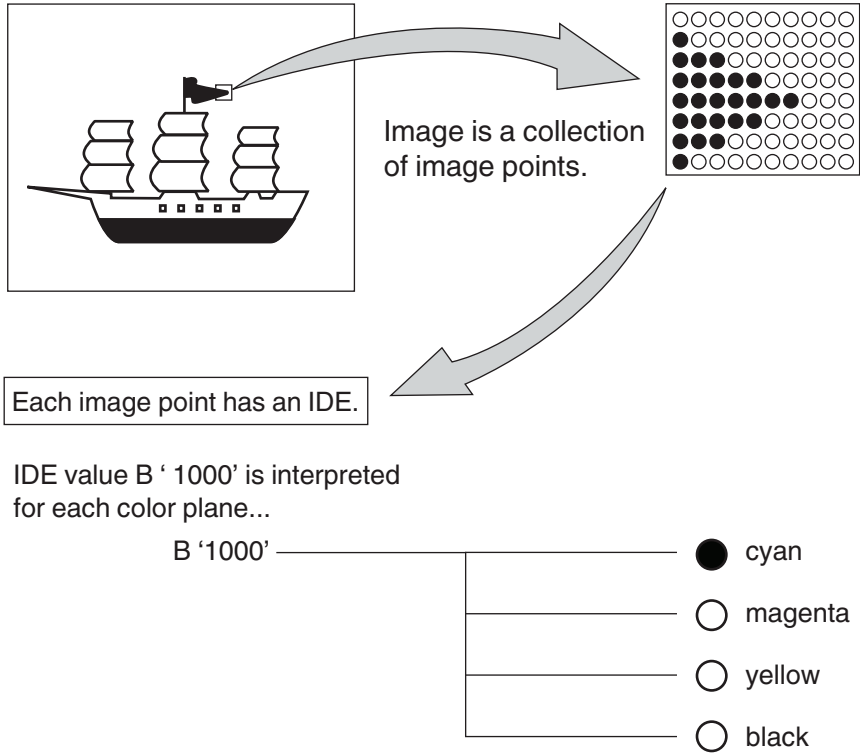 Image is a collection
of image points.
Each image point has an IDE.
IDE value B ‘ 1000’ is interpreted
for each color plane...
B ‘1000’
cyan
magenta
yellow
black